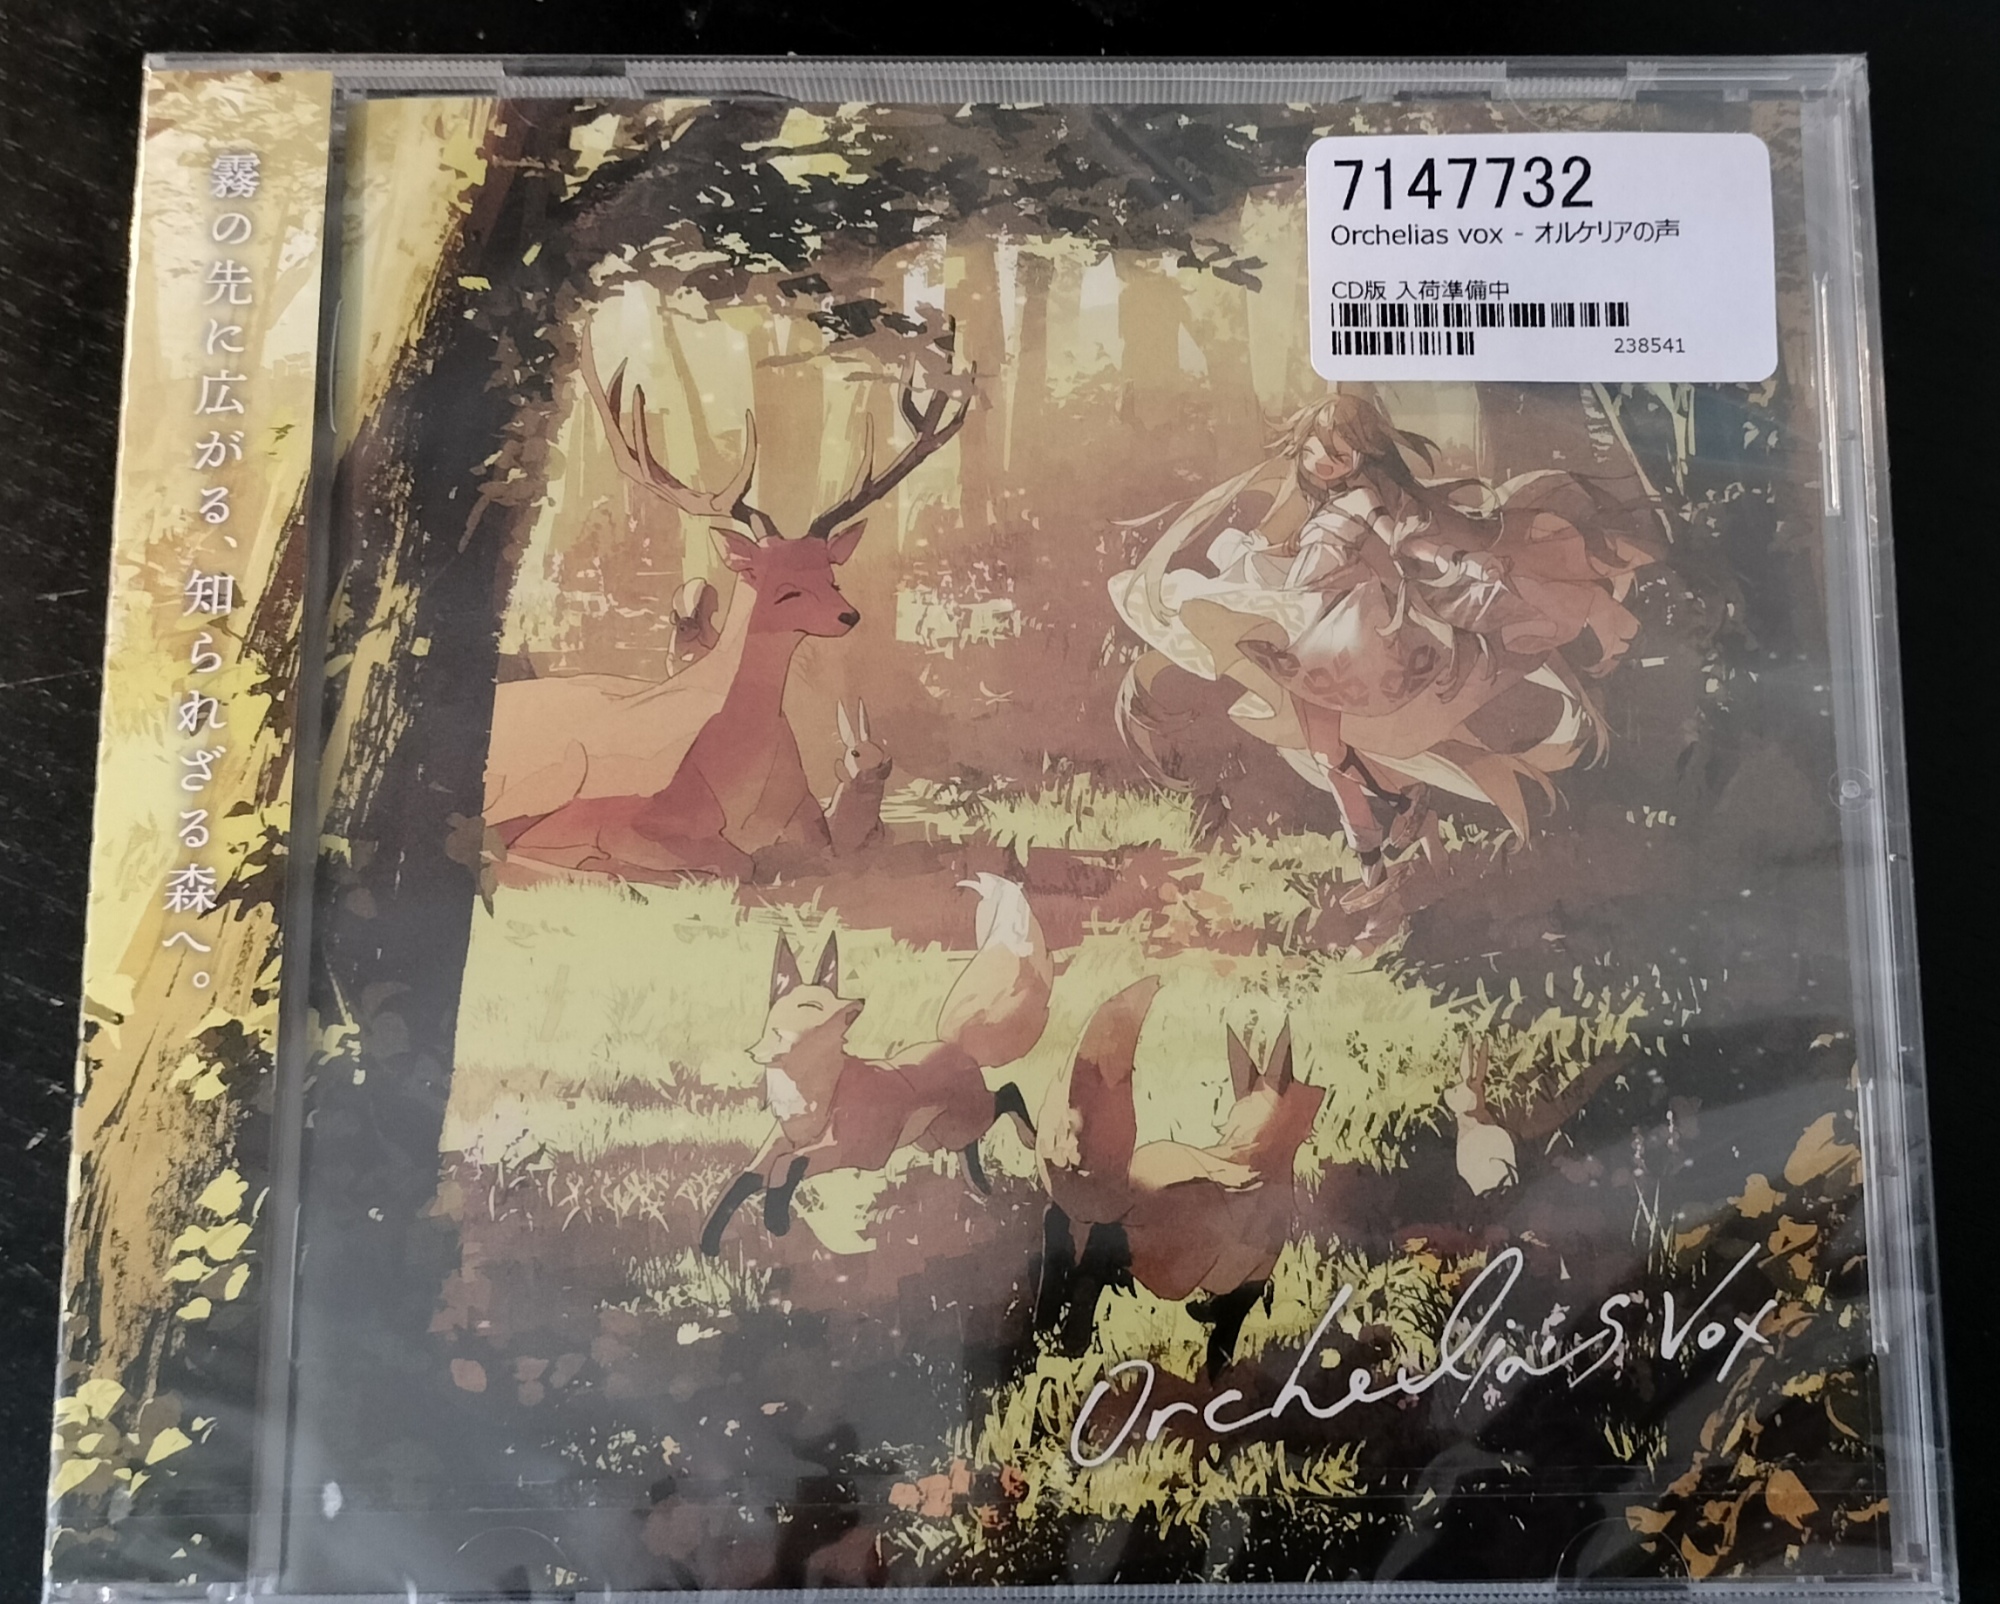 霧の先に広がる、知られざる森へ。
7147732
Orchelias vox - オルケリアの声
CD版 入荷準備中
238541
Orchelias Vox